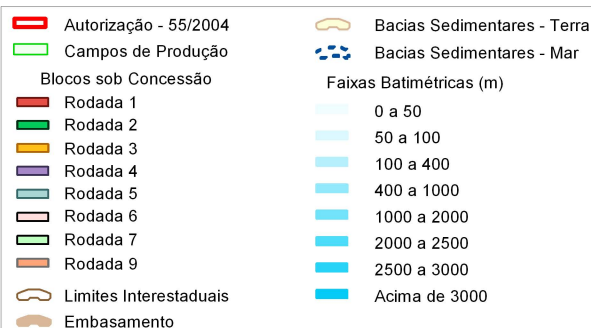 Autorização - 55/2004
Campos de Produção
Blocos sob Concessão
Rodada 1
Rodada 2
Rodada 3
Rodada 4
Rodada 5
Rodada 6
Rodada 7
Rodada 9
Limites Interestaduais
Embasamento
Bacias Sedimentares - Terra
Bacias Sedimentares - Mar
Faixas Batimétricas (m)
0 a 50
50 a 100
100 a 400
400 a 1000
1000 a 2000
2000 a 2500
2500 a 3000
Acima de 3000